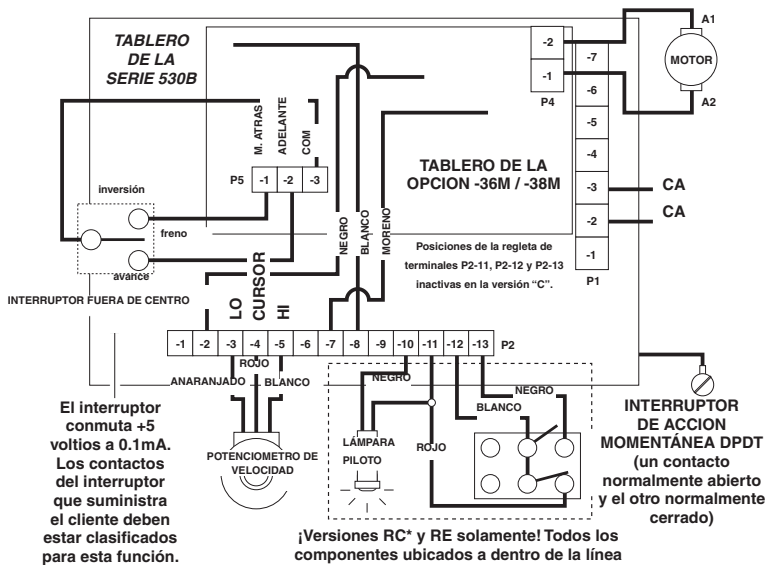 TABLERO
DE LA
SERIE 530B
-2
-1
P4
-7
-6
-5
-4
-3
-2
-1
P1
A1
MOTOR
A2
CA
CA
M. ATRAS
ADELANTE
COM
P5
-1
-2
-3
TABLERO DE LA
OPCION -36M / -38M
inversión
freno
avance
INTERRUPTOR FUERA DE CENTRO
NEGRO
BLANCO
MORENO
Posiciones de la regleta de
terminales P2-11, P2-12 y P2-13
inactivas en la versión “C”.
LO
CURSOR
HI
-1
-2
-3
-4
-5
-6
-7
-8
-9
-10
-11
-12
-13
P2
ROJO
ANARANJADO
BLANCO
POTENCIOMETRO DE
VELOCIDAD
NEGRO
NEGRO
BLANCO
ROJO
LÁMPARA
PILOTO
El interruptor
conmuta +5
voltios a 0.1mA.
Los contactos
del interruptor
que suministra
el cliente deben
estar clasificados
para esta función.
INTERRUPTOR
DE ACCION
MOMENTÁNEA DPDT
(un contacto
normalmente abierto
y el otro normalmente
cerrado)
¡Versiones RC* y RE solamente! Todos los
componentes ubicados a dentro de la línea